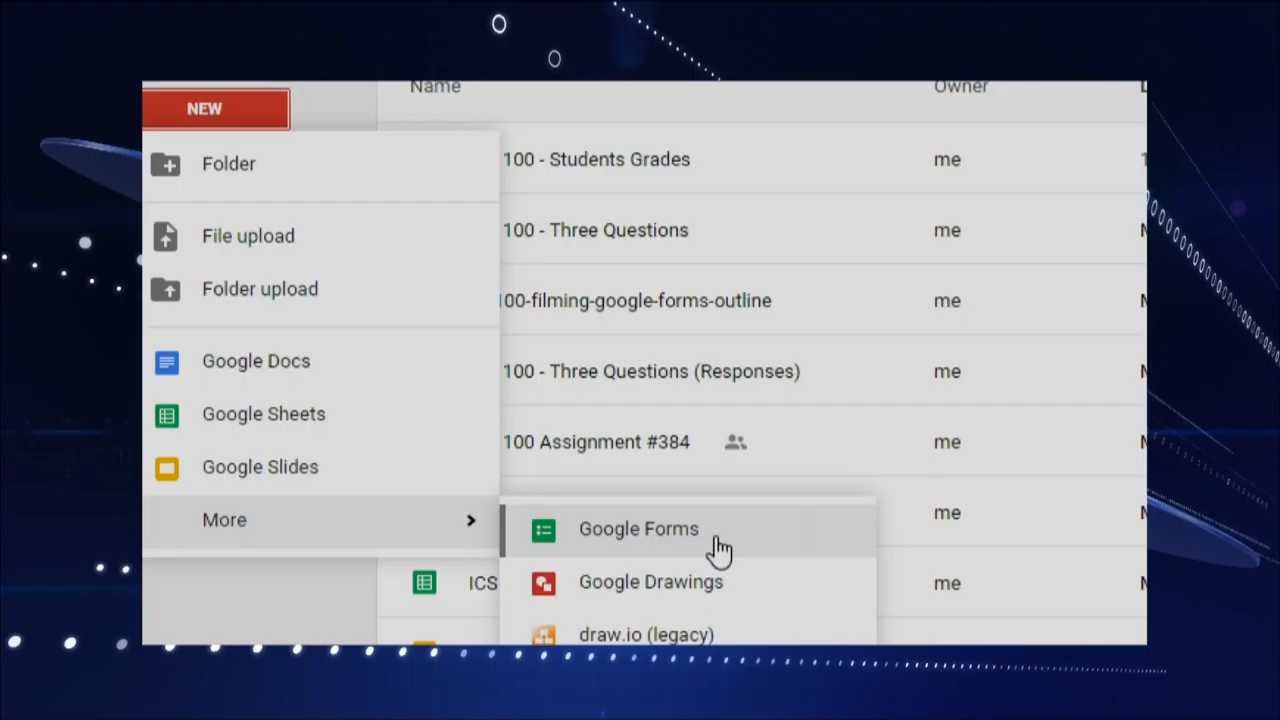 Name Owner
NEW
Folder
100 - Students Grades me
File upload
100 - Three Questions me
Folder upload
100-filming-google-forms-outline me
Google Docs
100 - Three Questions (Responses) me
Google Sheets
100 Assignment #384 me
Google Slides
More
me
Google Forms
Google Drawings
ICS
me
draw.io (legacy)